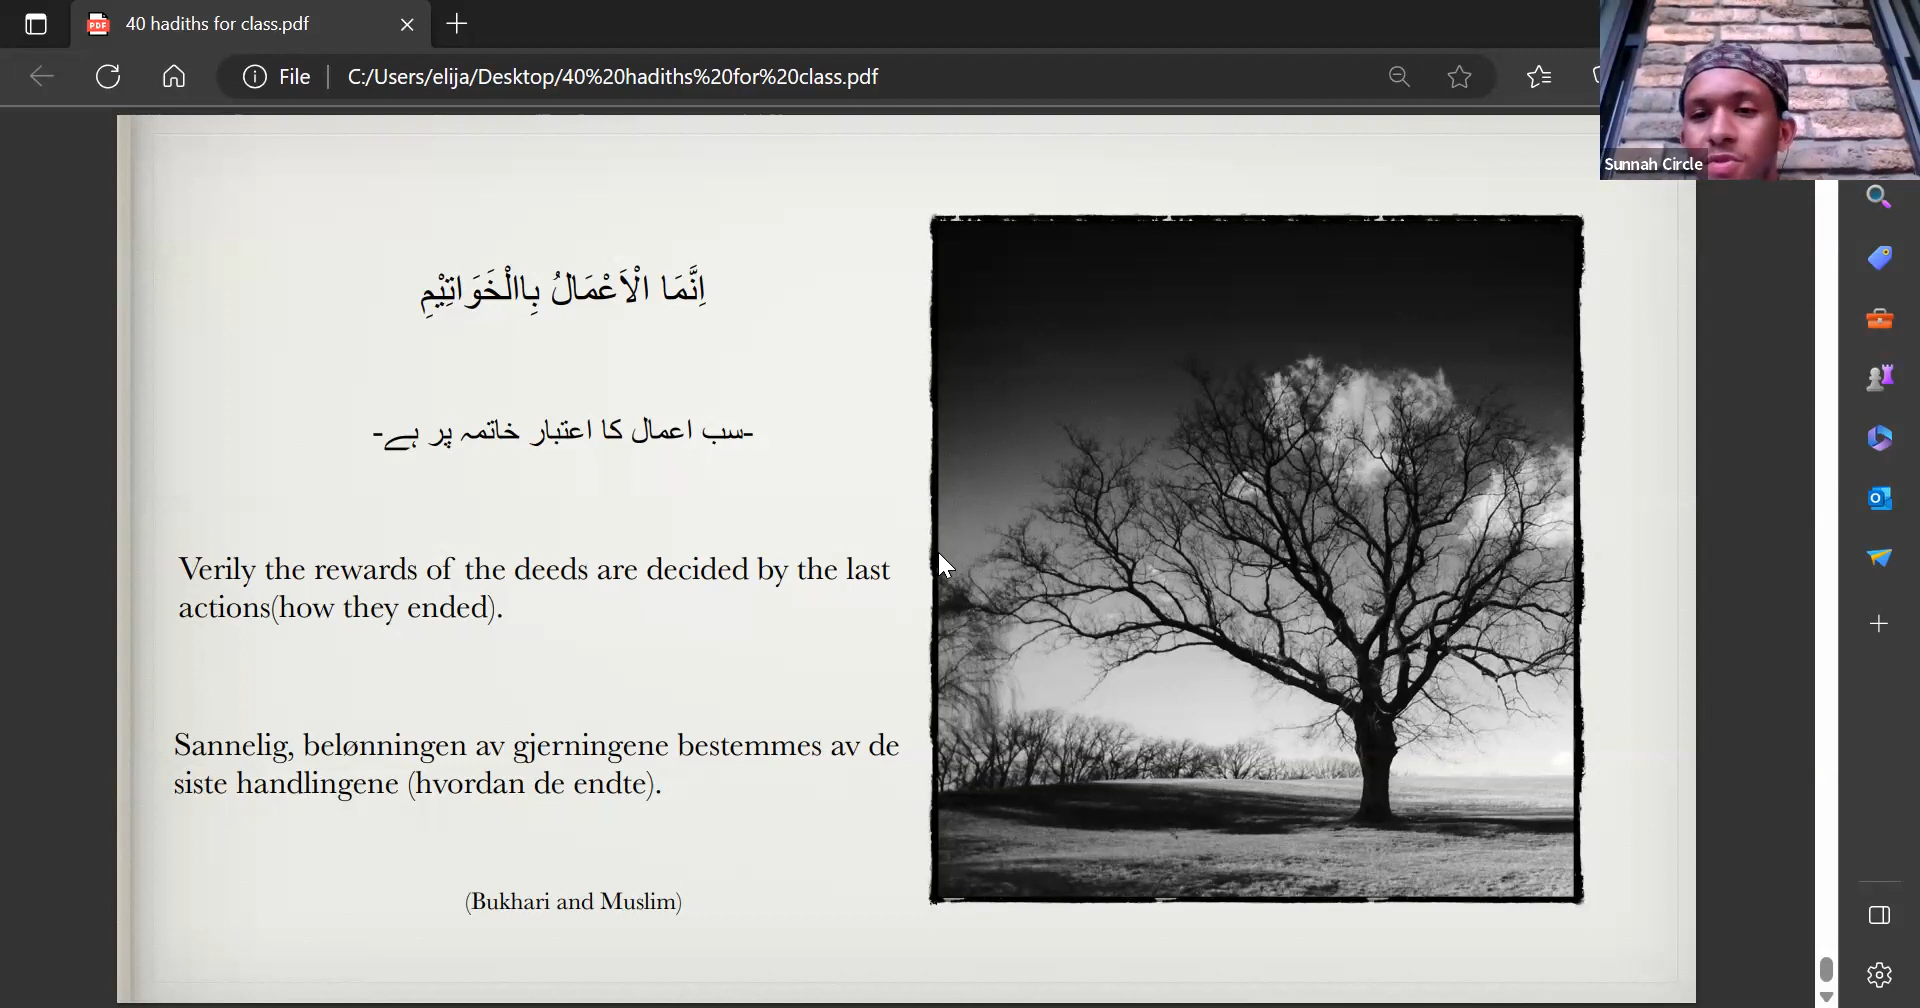 40 hadiths for class.pdf
File
C:/Users/elija/Desktop/40%20hadiths%20for%20class.pdf
Sunnah Circle
اِنَّمَا الْاَعْمَالُ بِاالْخَوَاتِيْمِ
-سب اعمال کا اعتبار خاتمہ پر ہے-
Verily the rewards of the deeds are decided by the last
actions(how they ended).
Sannelig, belønningen av gjerningene bestemmes av de
siste handlingene (hvordan de endte).
(Bukhari and Muslim)